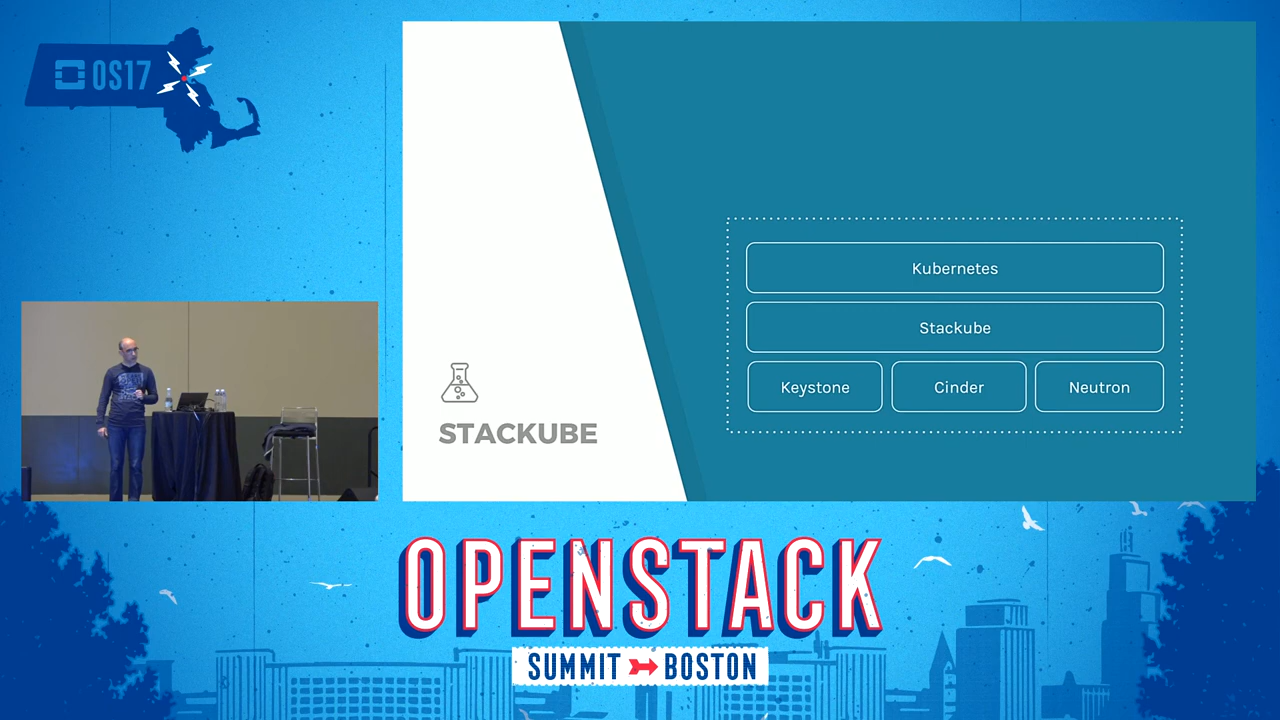 OS17
Kubernetes
Stackube
Keystone Cinder Neutron
STACKUBE
OPENSTACK
SUMMIT BOSTON